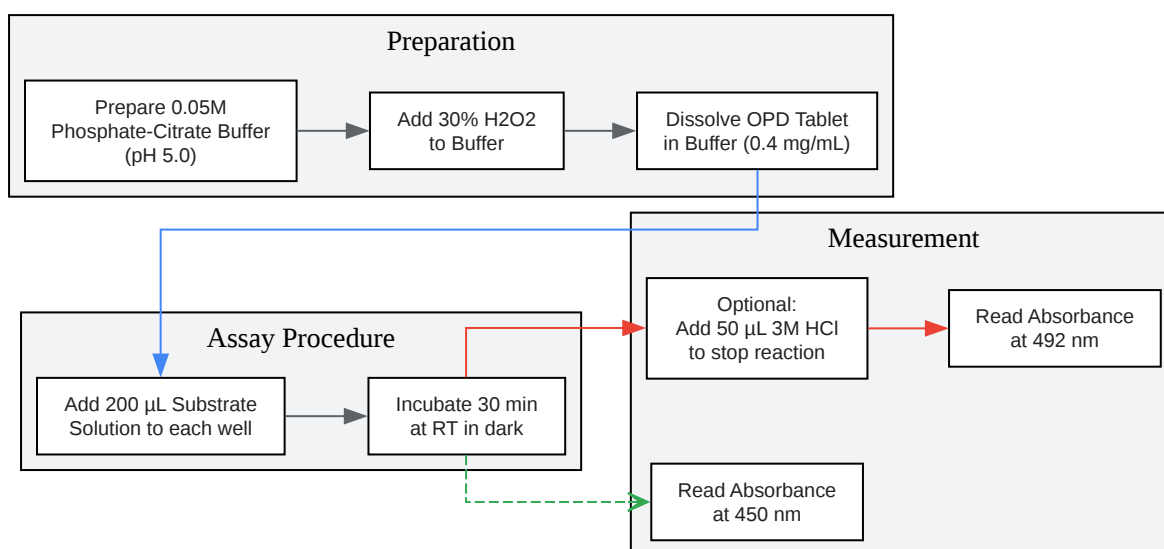 Preparation
Prepare 0.05M
Phosphate-Citrate Buffer
(pH 5.0)
Add 30% H2O2
to Buffer
Dissolve OPD Tablet
in Buffer (0.4 mg/mL)
Assay Procedure
Add 200 µL Substrate
Solution to each well
Incubate 30 min
at RT in dark
Measurement
Optional:
Add 50 µL 3M HCl
to stop reaction
Read Absorbance
at 492 nm
Read Absorbance
at 450 nm